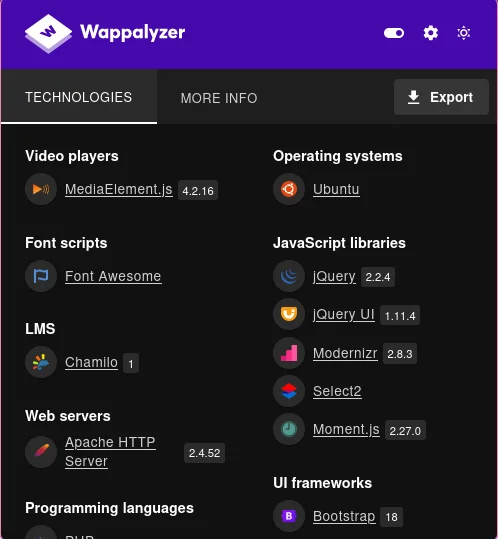 Wappalyzer
TECHNOLOGIES
MORE INFO
Export
Video players
MediaElement.js 4.2.16
Font scripts
Font Awesome
LMS
Chamilo 1
Web servers
Apache HTTP
Server 2.4.52
Programming languages
PHP
Operating systems
Ubuntu
JavaScript libraries
jQuery 2.2.4
jQuery UI 1.11.4
Modernizr 2.8.3
Select2
Moment.js 2.27.0
UI frameworks
Bootstrap 18